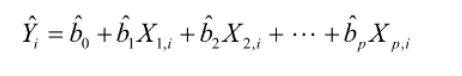 Ŷᵢ = b̂₀ + b̂₁X₁,ᵢ + b̂₂X₂,ᵢ + ⋯ + b̂ₚXₚ,ᵢ